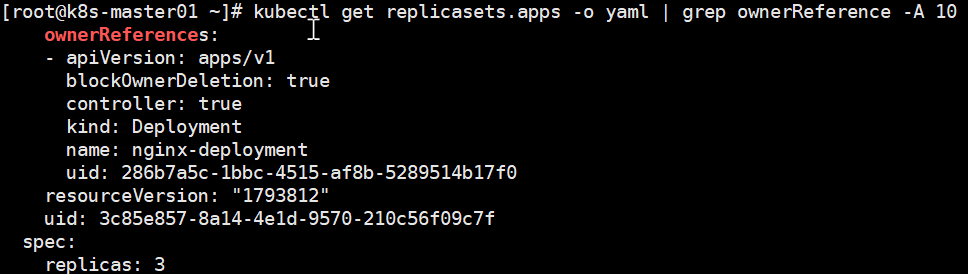 [root@k8s-master01 ~]# kubectl get replicasets.apps -o yaml | grep ownerReference -A 10
    ownerReferences:
    - apiVersion: apps/v1
      blockOwnerDeletion: true
      controller: true
      kind: Deployment
      name: nginx-deployment
      uid: 286b7a5c-1bbc-4515-af8b-5289514b17f0
    resourceVersion: "1793812"
    uid: 3c85e857-8a14-4e1d-9570-210c56f09c7f
  spec:
    replicas: 3